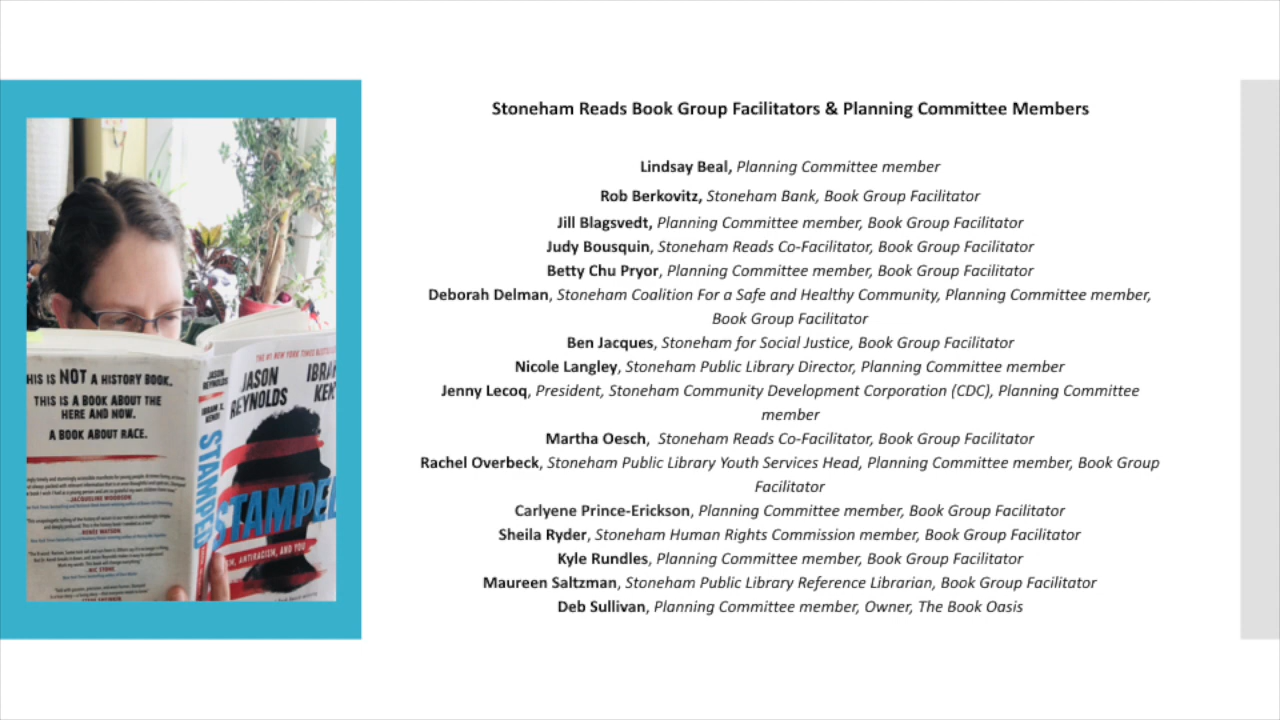 Stoneham Reads Book Group Facilitators & Planning Committee Members
Lindsay Beal, Planning Committee member
Rob Berkovitz, Stoneham Bank, Book Group Facilitator
Jill Blagsvedt, Planning Committee member, Book Group Facilitator
Judy Bousquin, Stoneham Reads Co-Facilitator, Book Group Facilitator
Betty Chu Pryor, Planning Committee member, Book Group Facilitator
Deborah Delman, Stoneham Coalition For a Safe and Healthy Community, Planning Committee member,
Book Group Facilitator
Ben Jacques, Stoneham for Social Justice, Book Group Facilitator
Nicole Langley, Stoneham Public Library Director, Planning Committee member
Jenny Lecoq, President, Stoneham Community Development Corporation (CDC), Planning Committee
member
Martha Oesch, Stoneham Reads Co-Facilitator, Book Group Facilitator
Rachel Overbeck, Stoneham Public Library Youth Services Head, Planning Committee member, Book Group
Facilitator
Carlyene Prince-Erickson, Planning Committee member, Book Group Facilitator
Sheila Ryder, Stoneham Human Rights Commission member, Book Group Facilitator
Kyle Rundles, Planning Committee member, Book Group Facilitator
Maureen Saltzman, Stoneham Public Library Reference Librarian, Book Group Facilitator
Deb Sullivan, Planning Committee member, Owner, The Book Oasis
HIS IS NOT A HISTORY BOOK.
THIS IS A BOOK ABOUT THE
HERE AND NOW.
A BOOK ABOUT RACE.
JACQUELINE WOODSON
RENÉE WATSON
NIC STONE
JASON
REYNOLDS
IBRAM X.
KENDI
STAMPED
THE #1 NEW YORK TIMES
JASON
REYNOLDS
IBRA
KEN
STAMPE
M, ANTIRACISM, AND YOU